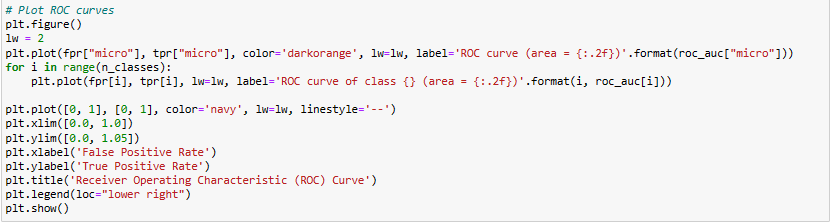 # Plot ROC curves
plt.figure()
lw = 2
plt.plot(fpr["micro"], tpr["micro"], color='darkorange', lw=lw, label='ROC curve (area = {:.2f})'.format(roc_auc["micro"]))
for i in range(n_classes):
    plt.plot(fpr[i], tpr[i], lw=lw, label='ROC curve of class {} (area = {:.2f})'.format(i, roc_auc[i]))
plt.plot([0, 1], [0, 1], color='navy', lw=lw, linestyle='--')
plt.xlim([0.0, 1.0])
plt.ylim([0.0, 1.05])
plt.xlabel('False Positive Rate')
plt.ylabel('True Positive Rate')
plt.title('Receiver Operating Characteristic (ROC) Curve')
plt.legend(loc="lower right")
plt.show()